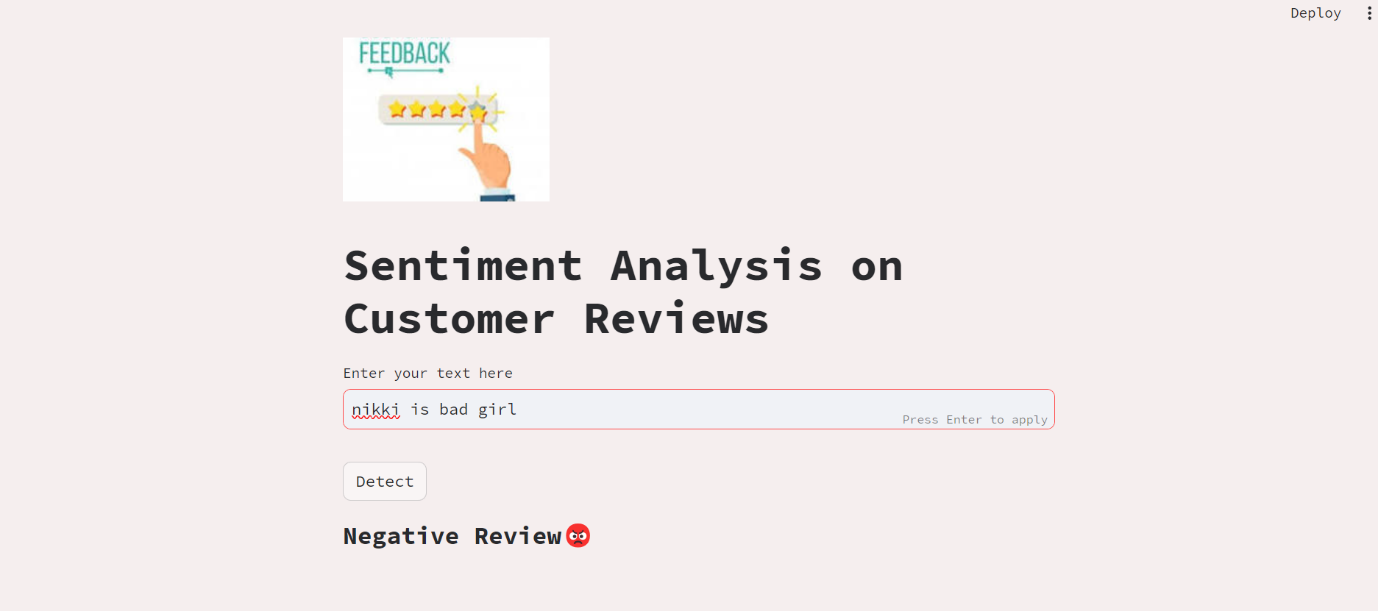 Deploy
FEEDBACK
Sentiment Analysis on
Customer Reviews
Enter your text here
nikki is bad girl
Press Enter to apply
Detect
Negative Review😡